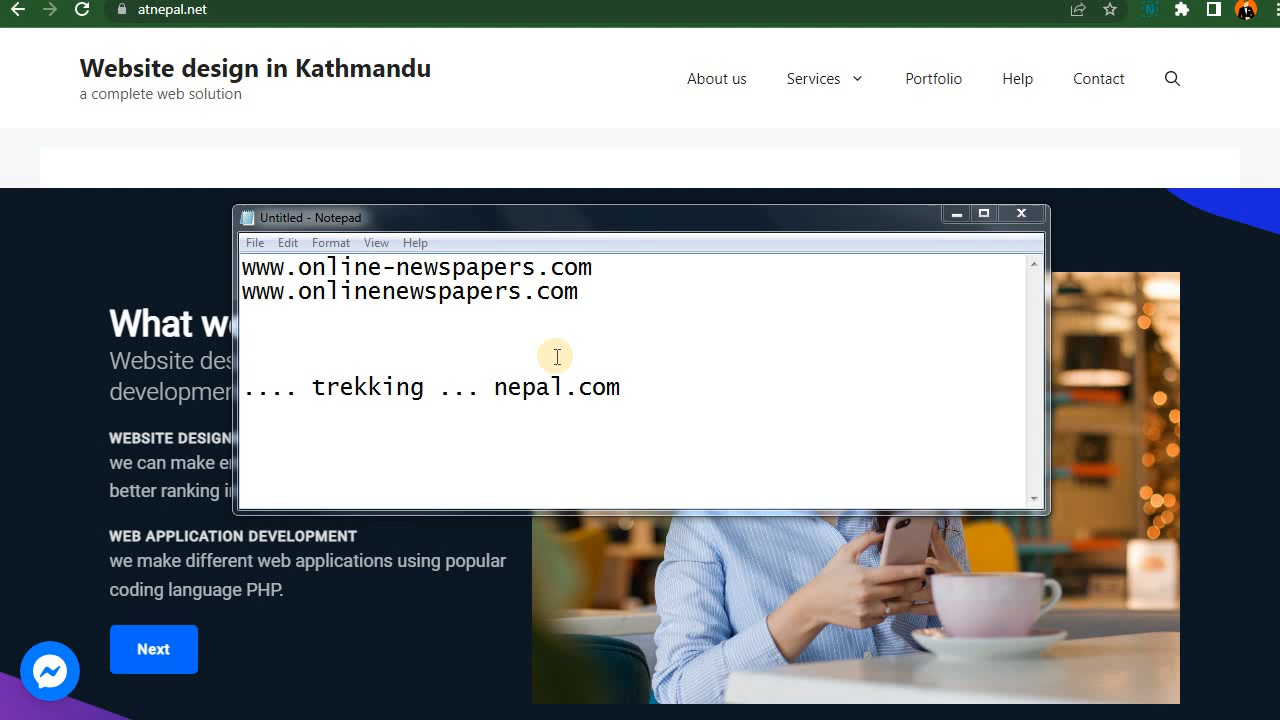 atnepal.net
Website design in Kathmandu
a complete web solution
About us
Services
Portfolio
Help
Contact
Untitled - Notepad
File Edit Format View Help
www.online-newspapers.com
www.onlinenewspapers.com
.... trekking ... nepal.com
What
Website
WEBSITE DESIGN
we can make
better ranking
WEB APPLICATION DEVELOPMENT
we make different web applications using popular
coding language PHP.
Next